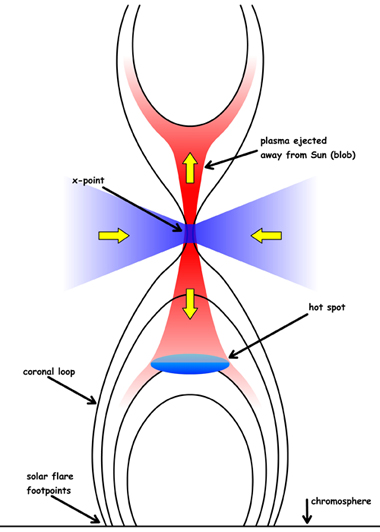 plasma ejected
away from Sun (blob)
x-point
hot spot
coronal loop
solar flare
footpoints
chromosphere